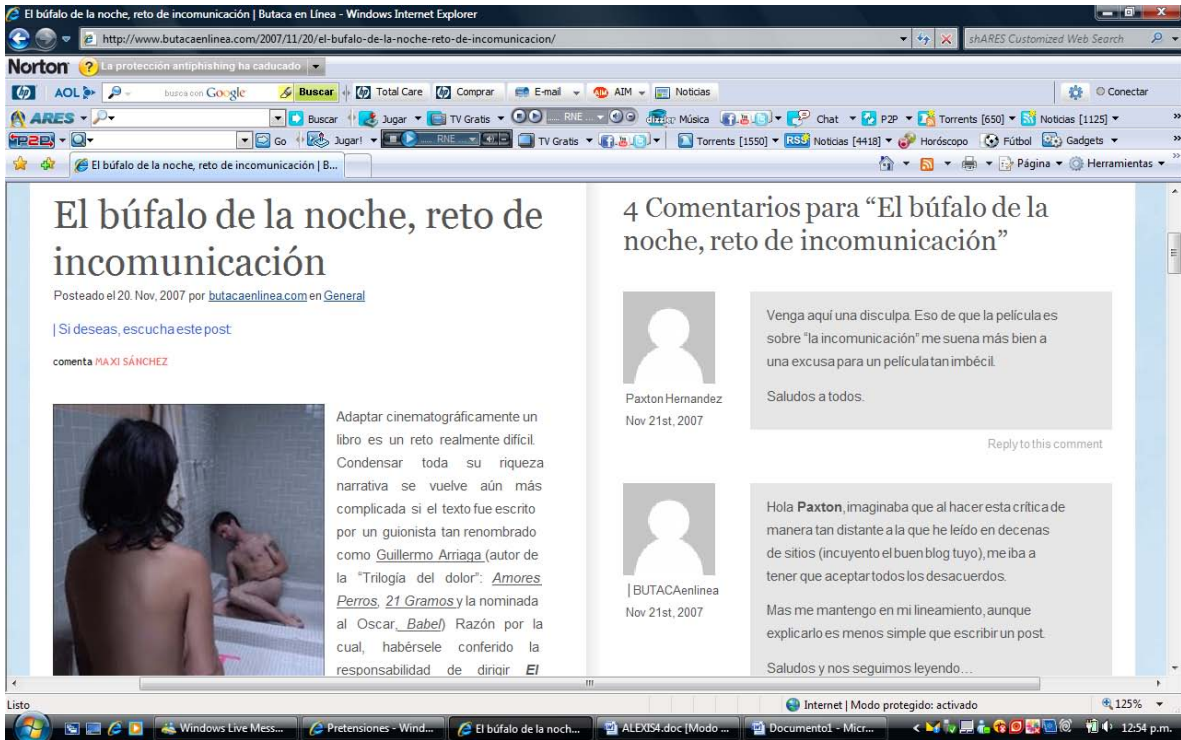 El búfalo de la noche, reto de incomunicación | Butaca en Línea - Windows Internet Explorer
http://www.butacaenlinea.com/2007/11/20/el-bufalo-de-la-noche-reto-de-incomunicacion/
shARES Customized Web Search
Norton
La protección antiphishing ha caducado
AOL
busca con Google
Buscar
Total Care
Comprar
E-mail
AIM
Noticias
Conectar
ARES
Buscar
Jugar
TV Gratis
RNE ...
Música
Chat
P2P
Torrents [650]
Noticias [1125]
Go
Jugar!
RNE
TV Gratis
Torrents [1550]
RSS
Noticias [4418]
Horóscopo
Fútbol
Gadgets
El búfalo de la noche, reto de incomunicación | B...
Página
Herramientas
El búfalo de la noche, reto de
incomunicación
Posteado el 20. Nov, 2007 por butacaenlinea.com en General
| Si deseas, escucha este post:
comenta MAXI SÁNCHEZ
Adaptar cinematográficamente un
libro es un reto realmente difícil.
Condensar toda su riqueza
narrativa se vuelve aún más
complicada si el texto fue escrito
por un guionista tan renombrado
como Guillermo Arriaga (autor de
la "Trilogía del dolor": Amores
Perros, 21 Gramos y la nominada
al Oscar, Babel) Razón por la
cual, habérsele conferido la
responsabilidad de dirigir El
4 Comentarios para “El búfalo de la
noche, reto de incomunicación”
Paxton Hernandez
Nov 21st, 2007
Venga aquí una disculpa. Eso de que la película es
sobre “la incomunicación” me suena más bien a
una excusa para un película tan imbécil.
Saludos a todos.
Reply to this comment
| BUTACAenlinea
Nov 21st, 2007
Hola Paxton, imaginaba que al hacer esta crítica de
manera tan distante a la que he leído en decenas
de sitios (incuyento el buen blog tuyo), me iba a
tener que aceptar todos los desacuerdos.
Mas me mantengo en mi lineamiento, aunque
explicarlo es menos simple que escribir un post.
Saludos y nos seguimos leyendo…
Listo
Internet | Modo protegido: activado
125%
Windows Live Mess...
Pretensiones - Wind...
El búfalo de la noch...
ALEXIS4.doc [Modo ...
Documento1 - Micr...
12:54 p.m.